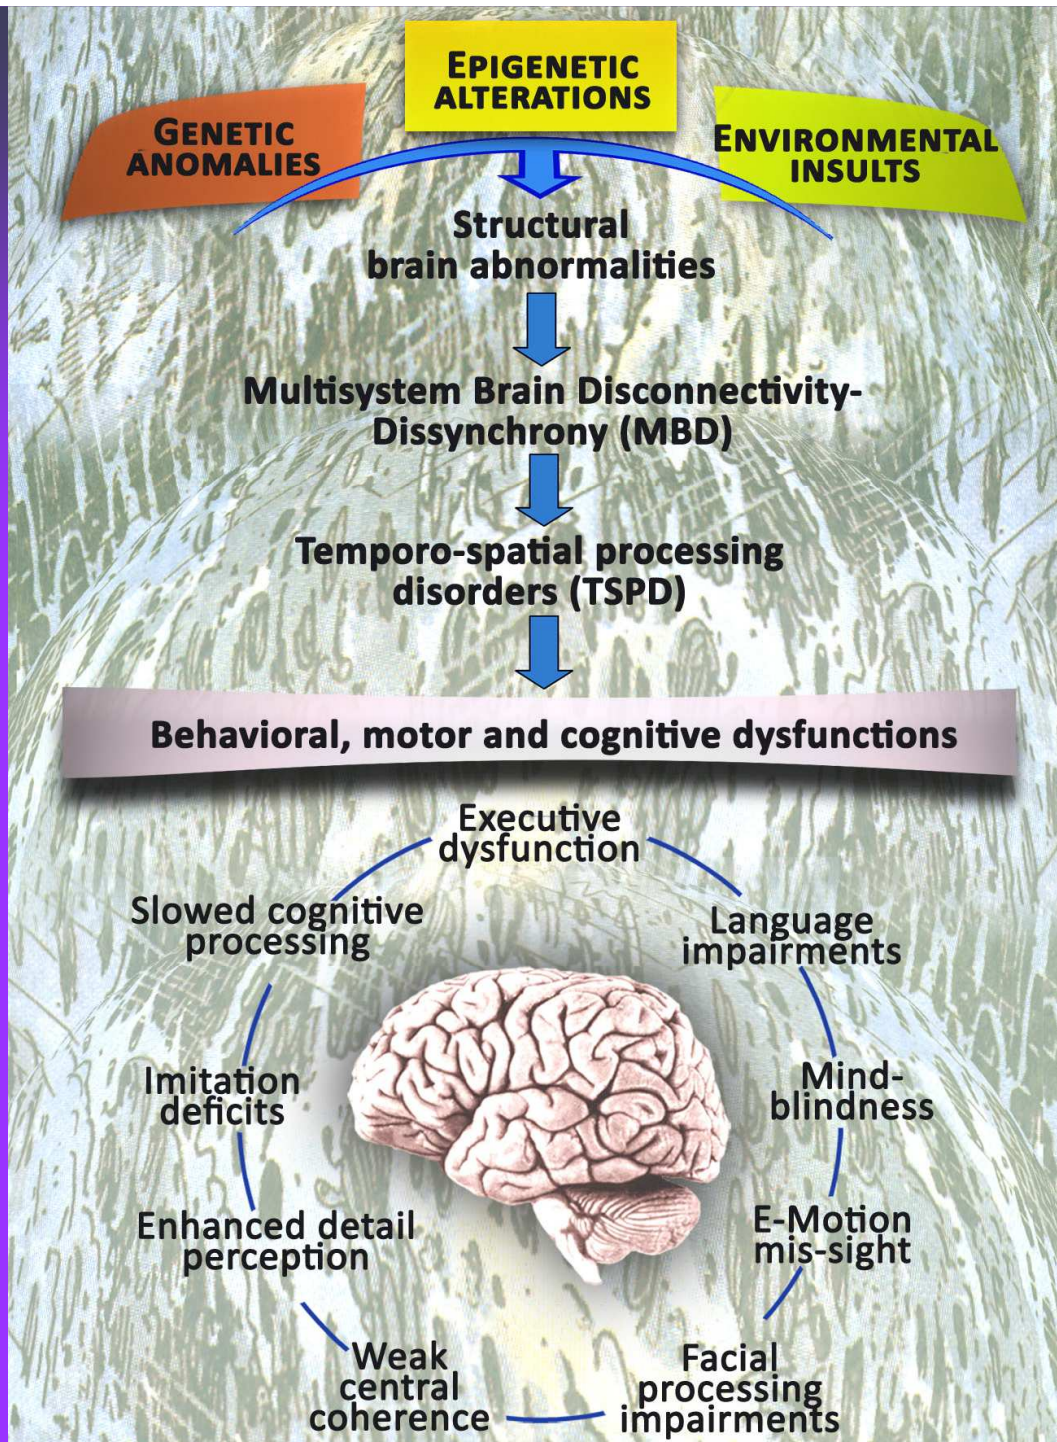 EPIGENETIC
ALTERATIONS
GENETIC
ANOMALIES
ENVIRONMENTAL
INSULTS
Structural
brain abnormalities
Multisystem Brain Disconnectivity-
Dissynchrony (MBD)
Temporo-spatial processing
disorders (TSPD)
Behavioral, motor and cognitive dysfunctions
Executive
dysfunction
Slowed cognitive
processing
Language
impairments
Imitation
deficits
Mind-
blindness
Enhanced detail
perception
E-Motion
mis-sight
Weak
central
coherence
Facial
processing
impairments